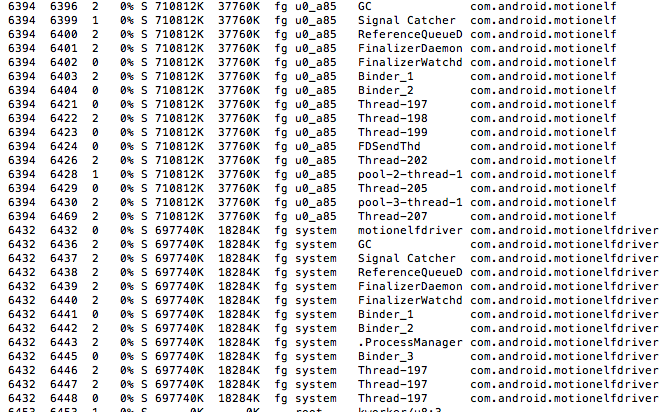 6394 6396 2 0% S 710812K 37760K fg u0_a85 GC com.android.motionelf
6394 6399 1 0% S 710812K 37760K fg u0_a85 Signal Catcher com.android.motionelf
6394 6400 2 0% S 710812K 37760K fg u0_a85 ReferenceQueueD com.android.motionelf
6394 6401 2 0% S 710812K 37760K fg u0_a85 FinalizerDaemon com.android.motionelf
6394 6402 0 0% S 710812K 37760K fg u0_a85 FinalizerWatchd com.android.motionelf
6394 6403 2 0% S 710812K 37760K fg u0_a85 Binder_1 com.android.motionelf
6394 6404 0 0% S 710812K 37760K fg u0_a85 Binder_2 com.android.motionelf
6394 6421 0 0% S 710812K 37760K fg u0_a85 Thread-197 com.android.motionelf
6394 6422 2 0% S 710812K 37760K fg u0_a85 Thread-198 com.android.motionelf
6394 6423 0 0% S 710812K 37760K fg u0_a85 Thread-199 com.android.motionelf
6394 6424 0 0% S 710812K 37760K fg u0_a85 FDSendThd com.android.motionelf
6394 6426 2 0% S 710812K 37760K fg u0_a85 Thread-202 com.android.motionelf
6394 6428 1 0% S 710812K 37760K fg u0_a85 pool-2-thread-1 com.android.motionelf
6394 6429 0 0% S 710812K 37760K fg u0_a85 Thread-205 com.android.motionelf
6394 6430 2 0% S 710812K 37760K fg u0_a85 pool-3-thread-1 com.android.motionelf
6394 6469 2 0% S 710812K 37760K fg u0_a85 Thread-207 com.android.motionelf
6432 6432 0 0% S 697740K 18284K fg system motionelfdriver com.android.motionelfdriver
6432 6436 2 0% S 697740K 18284K fg system GC com.android.motionelfdriver
6432 6437 2 0% S 697740K 18284K fg system Signal Catcher com.android.motionelfdriver
6432 6438 2 0% S 697740K 18284K fg system ReferenceQueueD com.android.motionelfdriver
6432 6439 2 0% S 697740K 18284K fg system FinalizerDaemon com.android.motionelfdriver
6432 6440 2 0% S 697740K 18284K fg system FinalizerWatchd com.android.motionelfdriver
6432 6441 0 0% S 697740K 18284K fg system Binder_1 com.android.motionelfdriver
6432 6442 2 0% S 697740K 18284K fg system Binder_2 com.android.motionelfdriver
6432 6443 2 0% S 697740K 18284K fg system .ProcessManager com.android.motionelfdriver
6432 6445 0 0% S 697740K 18284K fg system Binder_3 com.android.motionelfdriver
6432 6446 2 0% S 697740K 18284K fg system Thread-197 com.android.motionelfdriver
6432 6447 2 0% S 697740K 18284K fg system Thread-197 com.android.motionelfdriver
6432 6448 0 0% S 697740K 18284K fg system Thread-197 com.android.motionelfdriver
6453 6453 1 0% S 0K 0K root kworker/u8:3